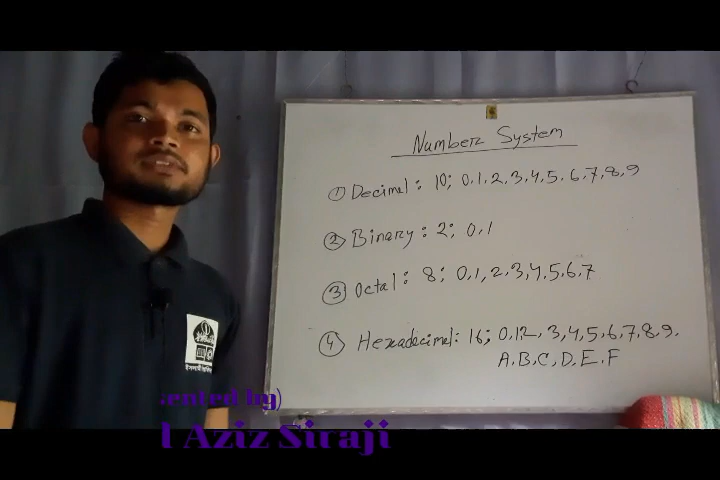 Number System
① Decimal: 10; 0,1,2,3,4,5,6,7,8,9
② Binary: 2; 0,1
③ Octal: 8; 0,1,2,3,4,5,6,7
④ Hexadecimal: 16; 0,1,2,3,4,5,6,7,8,9.
A,B,C,D,E,F
sented by)
l Aziz Siraji